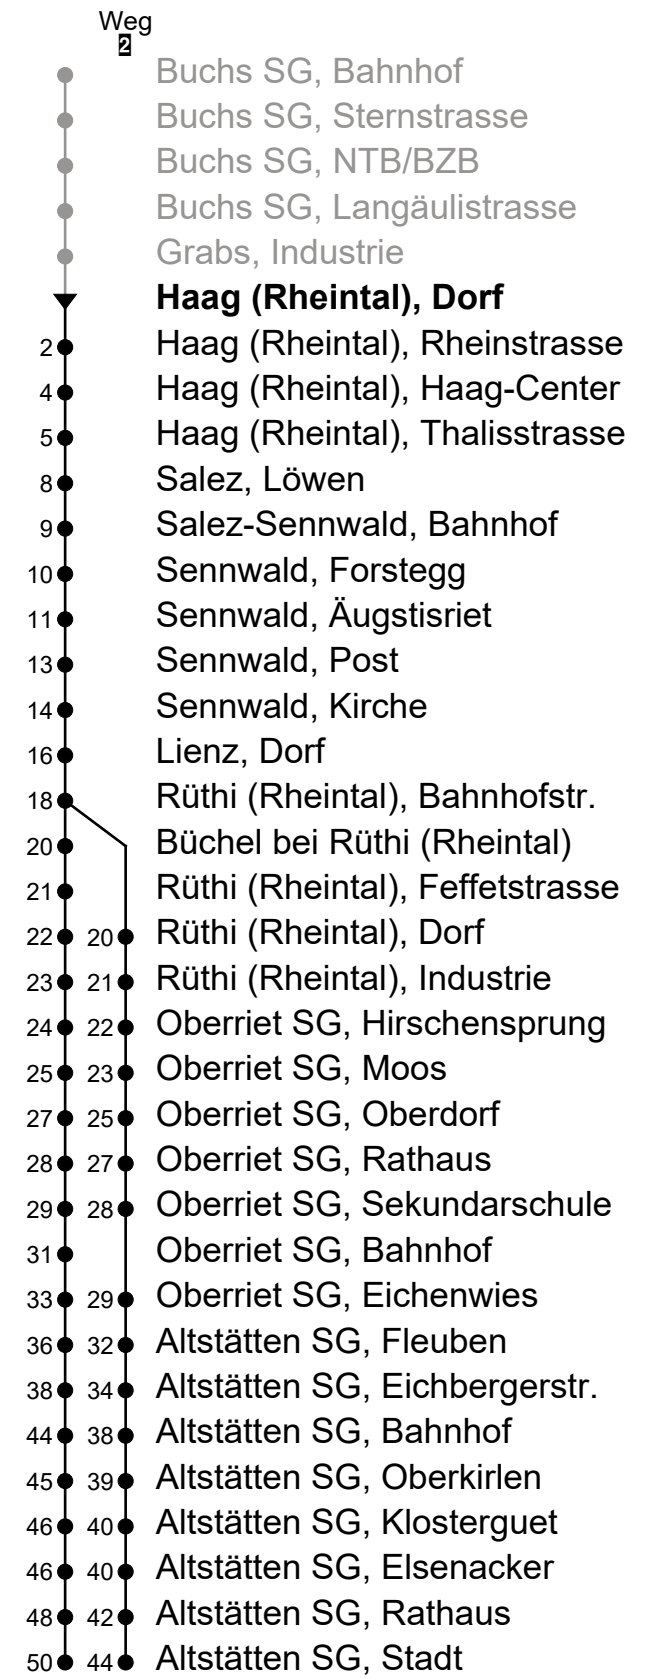 Weg
2
Buchs SG, Bahnhof
Buchs SG, Sternstrasse
Buchs SG, NTB/BZB
Buchs SG, Langäulistrasse
Grabs, Industrie
Haag (Rheintal), Dorf
2 Haag (Rheintal), Rheinstrasse
4 Haag (Rheintal), Haag-Center
5 Haag (Rheintal), Thalisstrasse
8 Salez, Löwen
9 Salez-Sennwald, Bahnhof
10 Sennwald, Forstegg
11 Sennwald, Äugstisriet
13 Sennwald, Post
14 Sennwald, Kirche
16 Lienz, Dorf
18 Rüthi (Rheintal), Bahnhofstr.
20 Büchel bei Rüthi (Rheintal)
21 Rüthi (Rheintal), Feffetstrasse
22 20 Rüthi (Rheintal), Dorf
23 21 Rüthi (Rheintal), Industrie
24 22 Oberriet SG, Hirschensprung
25 23 Oberriet SG, Moos
27 25 Oberriet SG, Oberdorf
28 27 Oberriet SG, Rathaus
29 28 Oberriet SG, Sekundarschule
31 Oberriet SG, Bahnhof
33 29 Oberriet SG, Eichenwies
36 32 Altstätten SG, Fleuben
38 34 Altstätten SG, Eichbergerstr.
44 38 Altstätten SG, Bahnhof
45 39 Altstätten SG, Oberkirlen
46 40 Altstätten SG, Klosterguet
46 40 Altstätten SG, Elsenacker
48 42 Altstätten SG, Rathaus
50 44 Altstätten SG, Stadt